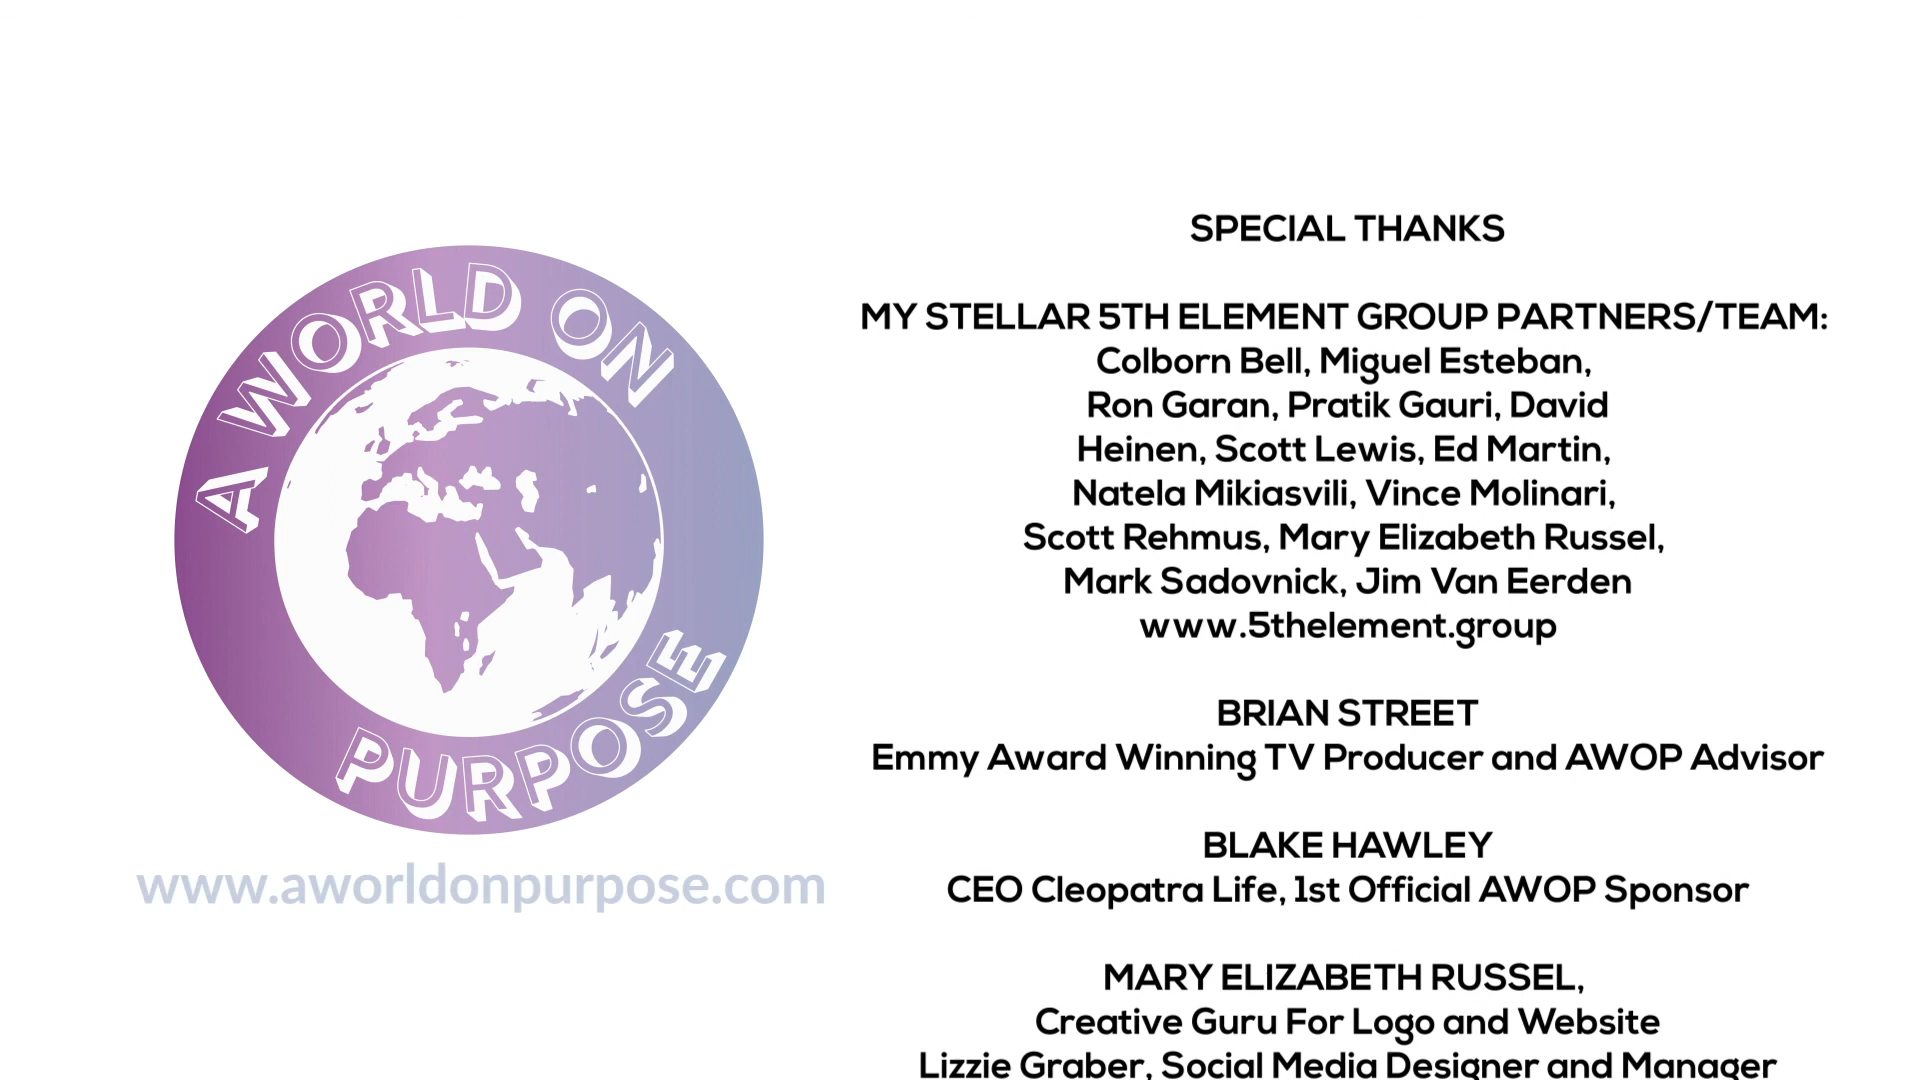 A WORLD ON
PURPOSE
www.aworldonpurpose.com
SPECIAL THANKS
MY STELLAR 5TH ELEMENT GROUP PARTNERS/TEAM:
Colborn Bell, Miguel Esteban,
Ron Garan, Pratik Gauri, David
Heinen, Scott Lewis, Ed Martin,
Natela Mikiasvili, Vince Molinari,
Scott Rehmus, Mary Elizabeth Russel,
Mark Sadovnick, Jim Van Eerden
www.5thelement.group
BRIAN STREET
Emmy Award Winning TV Producer and AWOP Advisor
BLAKE HAWLEY
CEO Cleopatra Life, 1st Official AWOP Sponsor
MARY ELIZABETH RUSSEL,
Creative Guru For Logo and Website
Lizzie Graber, Social Media Designer and Manager